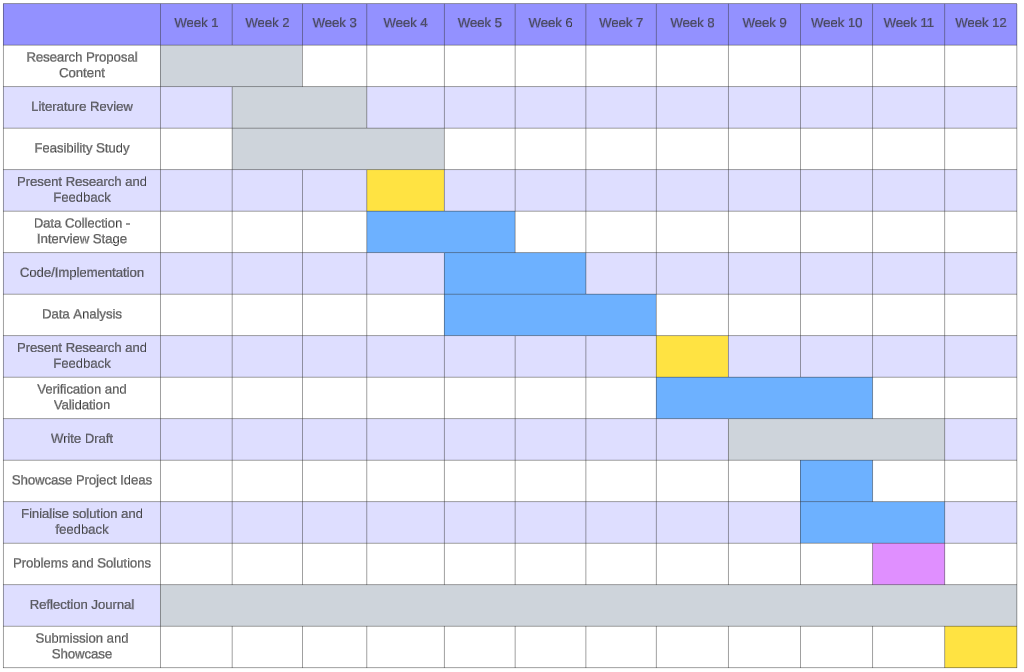 Week 1 Week 2 Week 3 Week 4 Week 5 Week 6 Week 7 Week 8 Week 9 Week 10 Week 11 Week 12
Research Proposal
Content
Literature Review
Feasibility Study
Present Research and
Feedback
Data Collection -
Interview Stage
Code/Implementation
Data Analysis
Present Research and
Feedback
Verification and
Validation
Write Draft
Showcase Project Ideas
Finialise solution and
feedback
Problems and Solutions
Reflection Journal
Submission and
Showcase